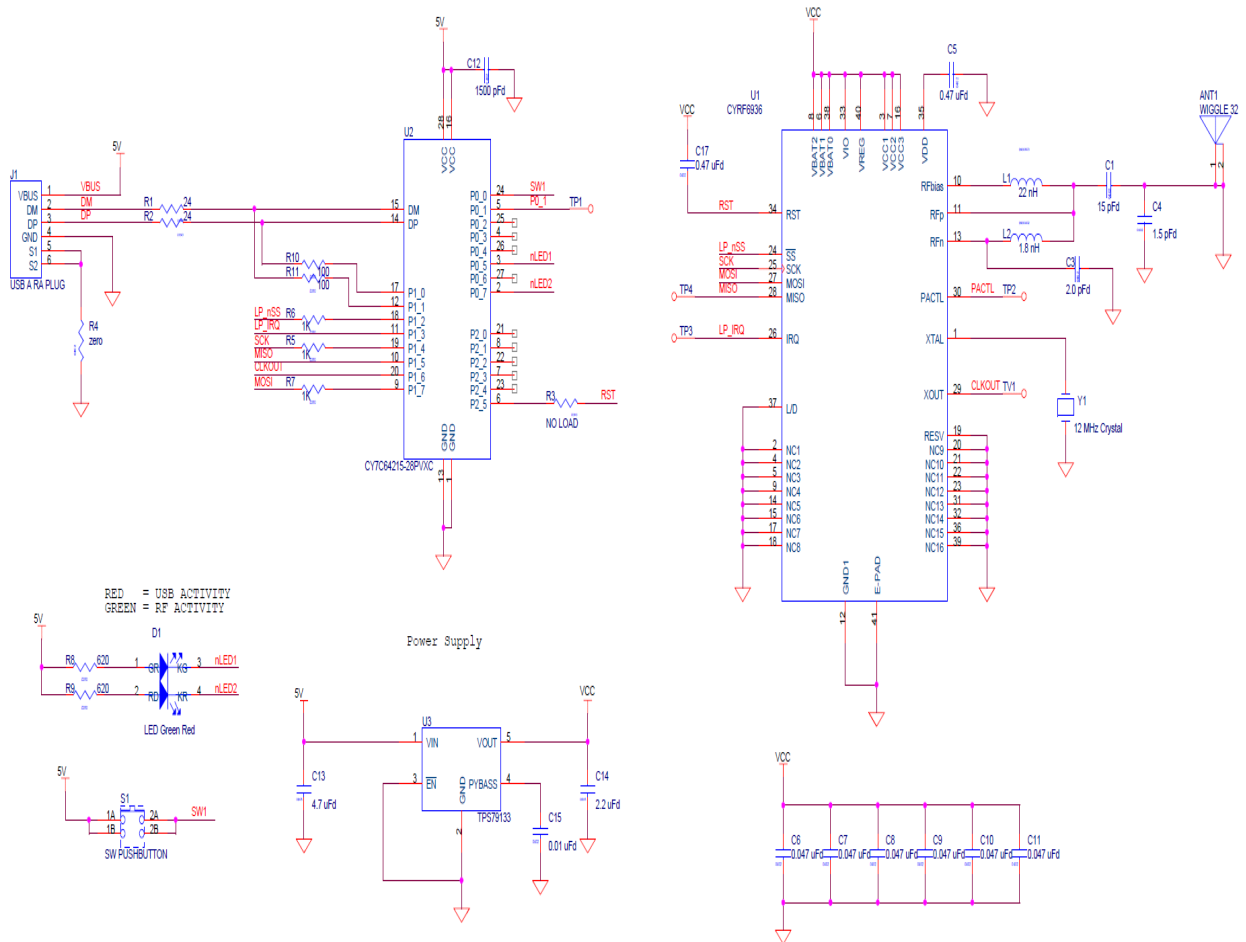 5V
C12
1500 pFd
28
16
U2
VCC
VCC
5V
J1
VBUS
DM
DP
GND
S1
S2
1
2
3
4
5
6
USB A RA PLUG
VBUS
DM
DP
R1
24
R2
24
R10
100
R11
100
R4
zero
LP_nSS
LP_IRQ
SCK
MISO
CLKOUT
MOSI
R6
1K
R5
1K
R7
1K
15
14
17
12
18
11
19
10
20
9
DM
DP
P1_0
P1_1
P1_2
P1_3
P1_4
P1_5
P1_6
P1_7
P0_0
P0_1
P0_2
P0_3
P0_4
P0_5
P0_6
P0_7
P2_0
P2_1
P2_2
P2_3
P2_4
P2_5
24
5
25
4
26
3
27
2
21
8
22
7
23
6
SW1
P0_1
TP1
nLED1
nLED2
R3
NO LOAD
RST
GND
GND
13
1
CY7C64215-28PVXC
VCC
U1
CYRF6936
8
6
38
33
40
3
7
16
35
VBAT2
VBAT1
VBAT0
VIO
VREG
VCC1
VCC2
VCC3
VDD
C5
0.47 uFd
VCC
C17
0.47 uFd
RST
34
RST
LP_nSS
SCK
MOSI
MISO
24
25
27
28
SS
SCK
MOSI
MISO
TP4
TP3
LP_IRQ
26
IRQ
37
L/D
2
4
5
9
14
15
17
18
NC1
NC2
NC3
NC4
NC5
NC6
NC7
NC8
RFbias
10
RFp
11
RFn
13
L1
22 nH
L2
1.8 nH
C1
15 pFd
C4
1.5 pFd
C3
2.0 pFd
ANT1
WIGGLE 32
1
2
PACTL
30
PACTL
TP2
XTAL
1
XOUT
29
CLKOUT
TV1
Y1
12 MHz Crystal
RESV
NC9
NC10
NC11
NC12
NC13
NC14
NC15
NC16
19
20
21
22
23
31
32
36
39
GND1
E-PAD
12
41
RED = USB ACTIVITY
GREEN = RF ACTIVITY
5V
D1
R8
620
1
GR
KG
3
nLED1
R9
620
2
RD
KR
4
nLED2
LED Green Red
5V
S1
1A
2A
SW1
1B
2B
SW PUSHBUTTON
Power Supply
5V
VCC
U3
1
VIN
VOUT
5
3
EN
GND
PYBASS
4
TPS79133
2
C13
4.7 uFd
C14
2.2 uFd
C15
0.01 uFd
VCC
C6
0.047 uFd
C7
0.047 uFd
C8
0.047 uFd
C9
0.047 uFd
C10
0.047 uFd
C11
0.047 uFd